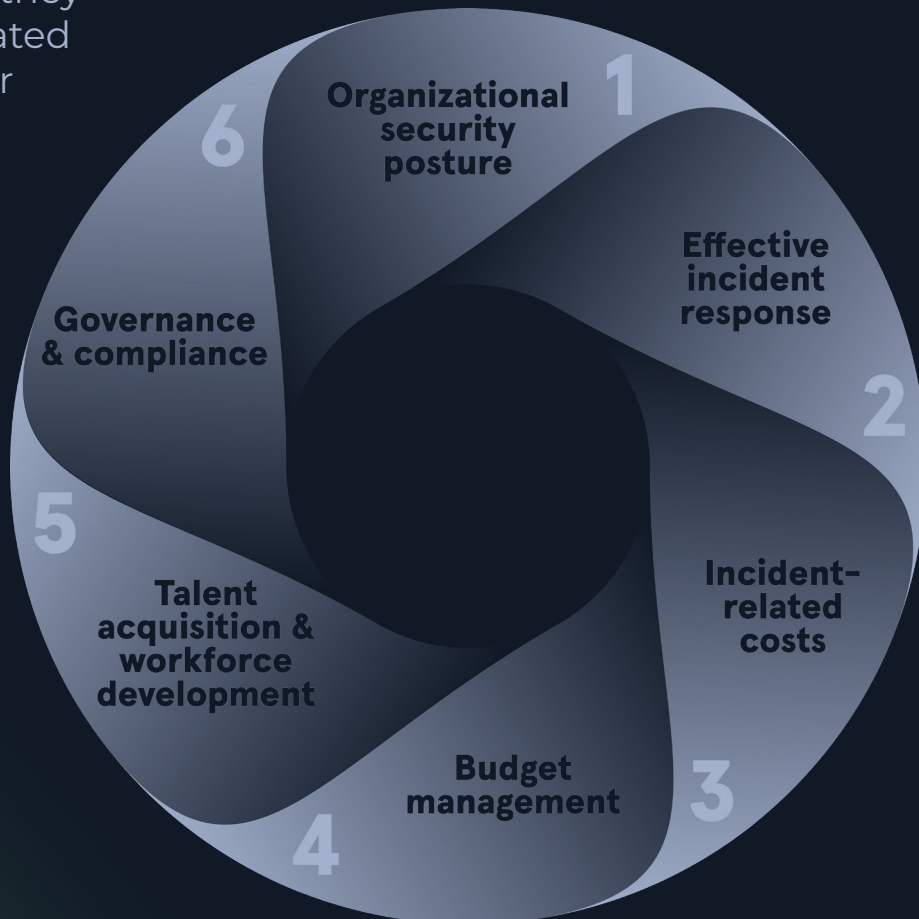 ated
r
1
Organizational
security
posture
2
Effective
incident
response
3
Incident-
related
costs
4
Budget
management
5
Talent
acquisition &
workforce
development
6
Governance
& compliance